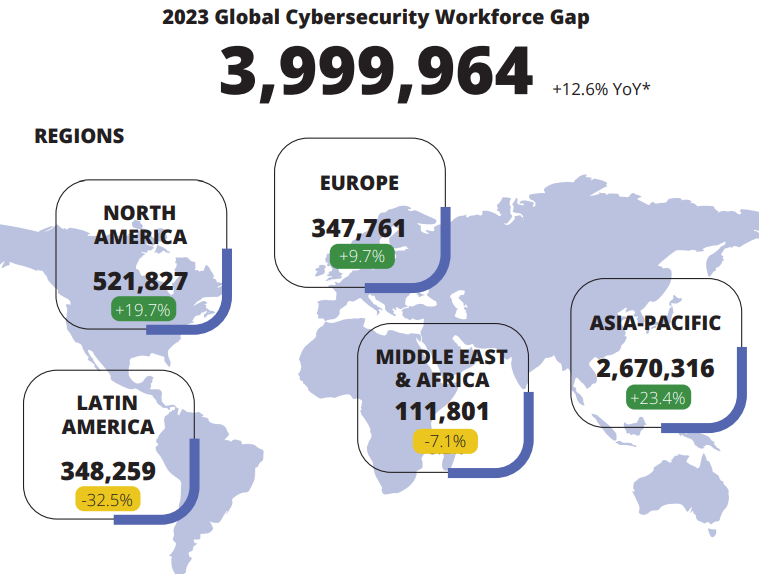 2023 Global Cybersecurity Workforce Gap
3,999,964
+12.6% YoY*
REGIONS
NORTH
AMERICA
521,827
+19.7%
EUROPE
347,761
+9.7%
ASIA-PACIFIC
2,670,316
+23.4%
MIDDLE EAST
& AFRICA
111,801
-7.1%
LATIN
AMERICA
348,259
-32.5%